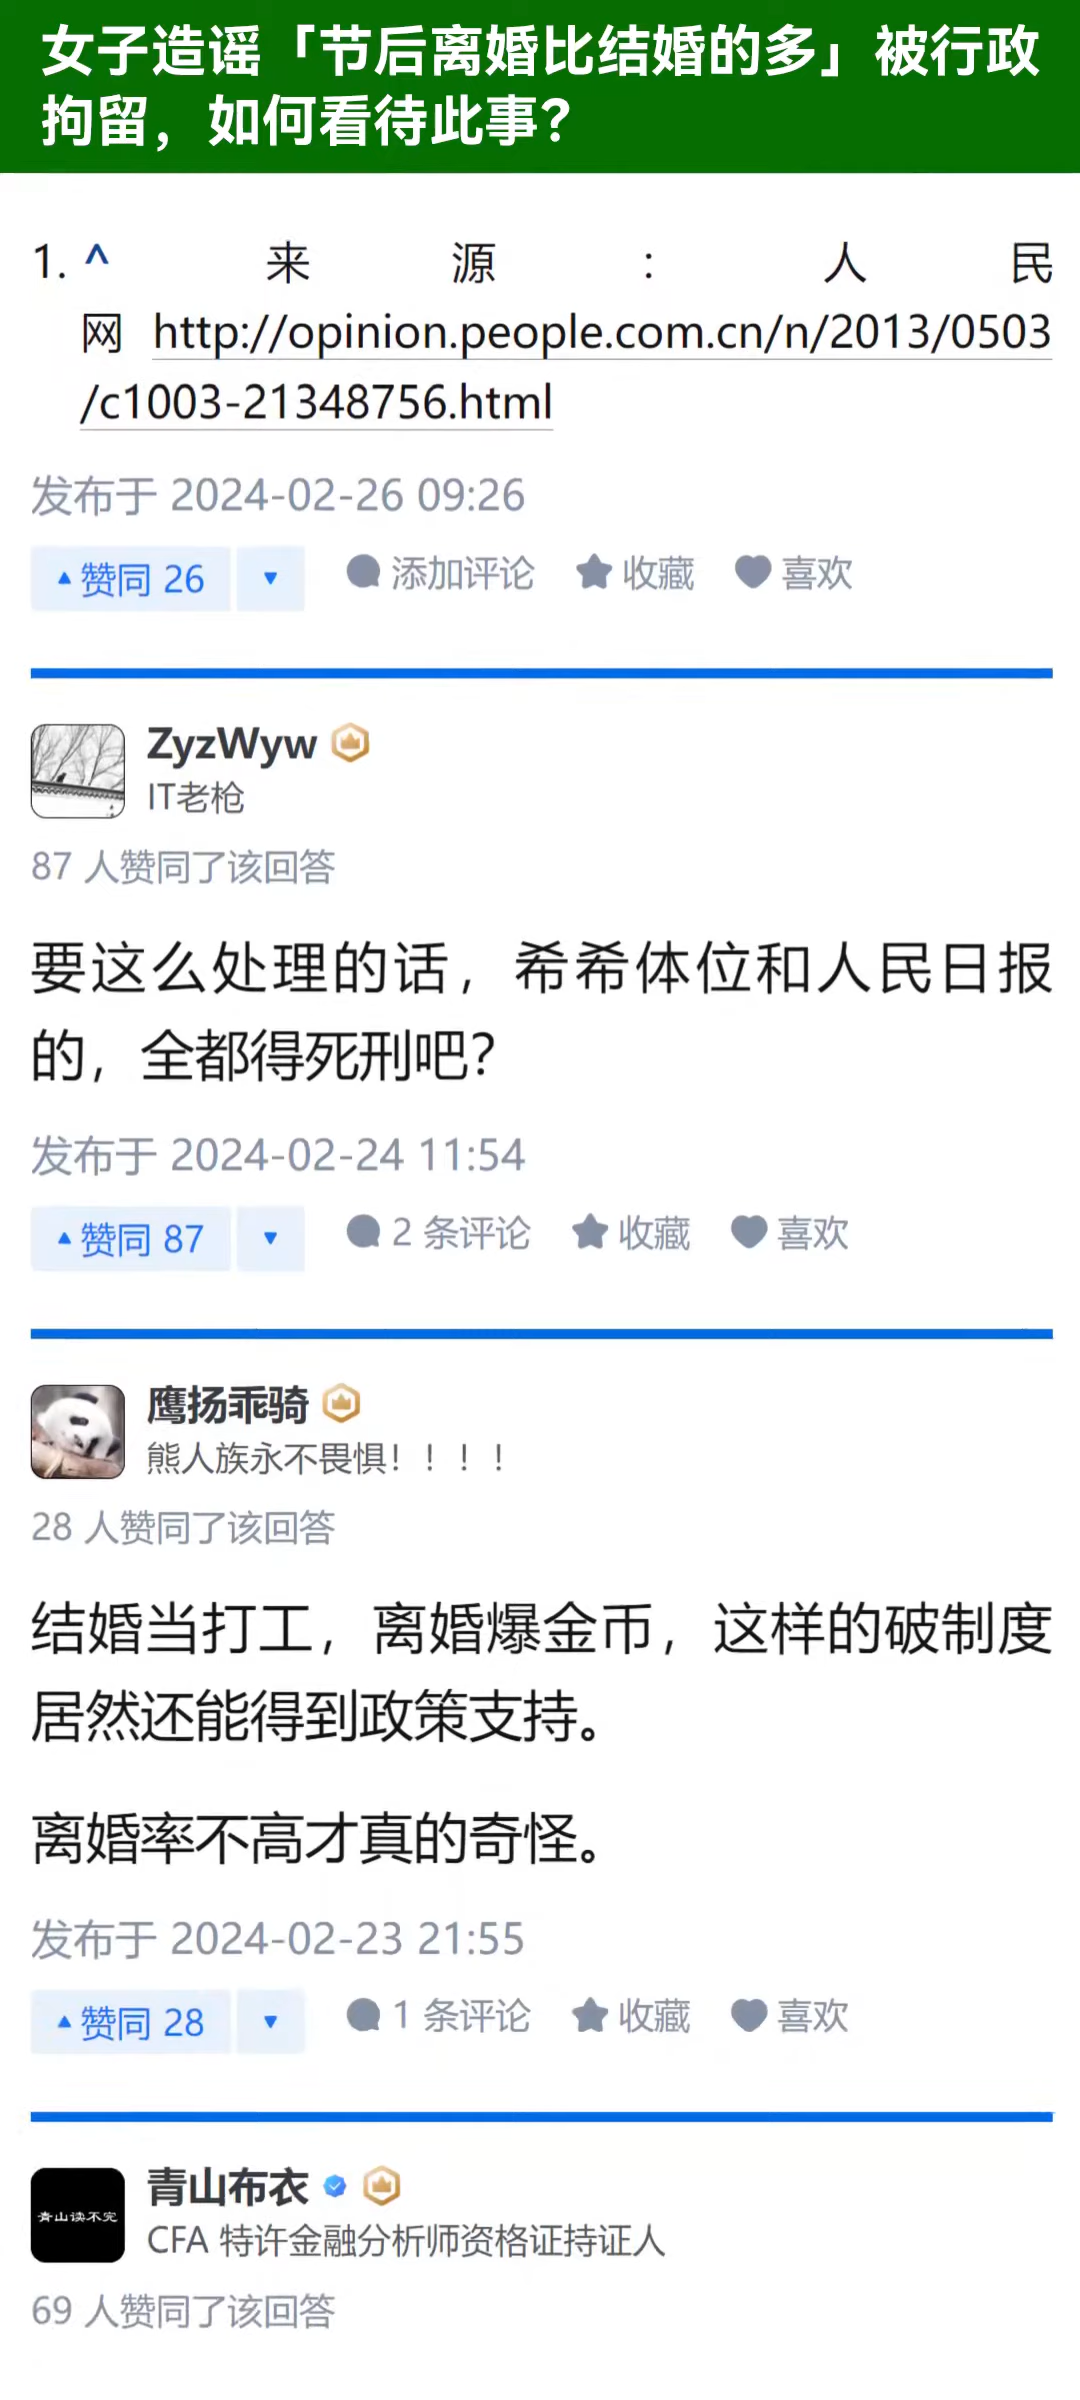 女子造谣「节后离婚比结婚的多」被行政
拘留，如何看待此事？
1. ^ 来源：人民
网 http://opinion.people.com.cn/n/2013/0503
/c1003-21348756.html
发布于 2024-02-26 09:26
赞同 26 添加评论 收藏 喜欢
ZyzWyw
IT老枪
87 人赞同了该回答
要这么处理的话，希希体位和人民日报
的，全都得死刑吧？
发布于 2024-02-24 11:54
赞同 87 2 条评论 收藏 喜欢
鹰扬乖骑
熊人族永不畏惧！！！！
28 人赞同了该回答
结婚当打工，离婚爆金币，这样的破制度
居然还能得到政策支持。
离婚率不高才真的奇怪。
发布于 2024-02-23 21:55
赞同 28 1 条评论 收藏 喜欢
青山读不完
青山布衣
CFA 特许金融分析师资格证持证人
69 人赞同了该回答